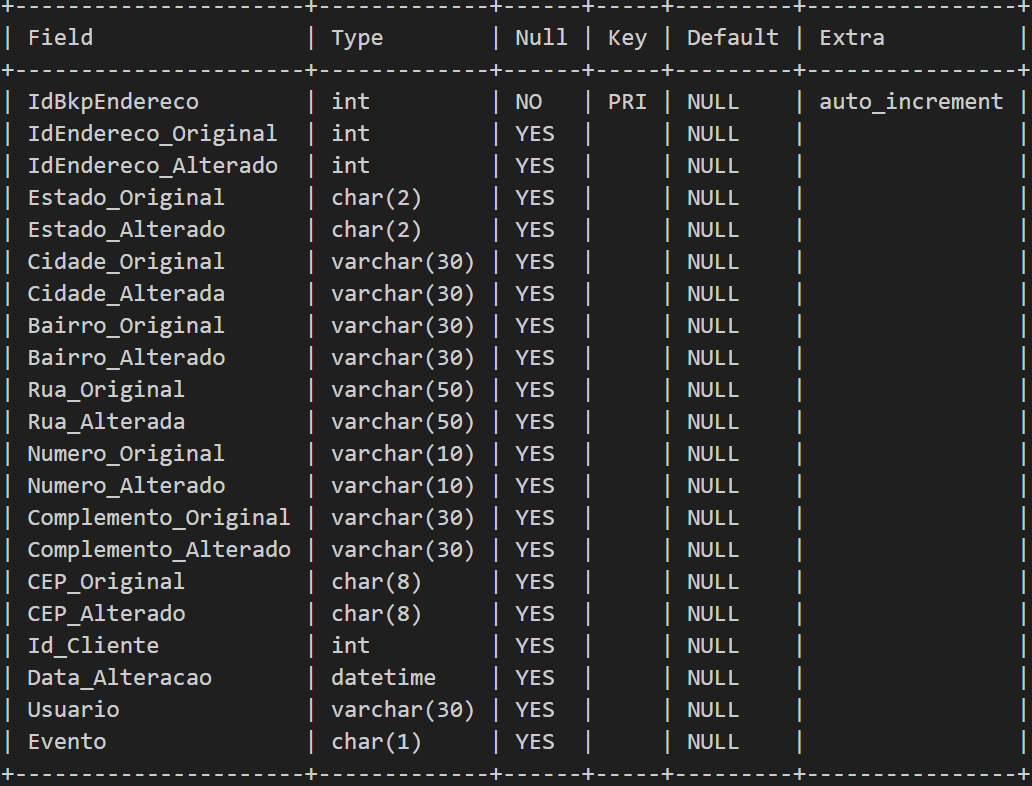 +----------------------+-------------+------+-----+---------+----------------+
| Field                | Type        | Null | Key | Default | Extra          |
+----------------------+-------------+------+-----+---------+----------------+
| IdBkpEndereco        | int         | NO   | PRI | NULL    | auto_increment |
| IdEndereco_Original  | int         | YES  |     | NULL    |                |
| IdEndereco_Alterado  | int         | YES  |     | NULL    |                |
| Estado_Original      | char(2)     | YES  |     | NULL    |                |
| Estado_Alterado      | char(2)     | YES  |     | NULL    |                |
| Cidade_Original      | varchar(30) | YES  |     | NULL    |                |
| Cidade_Alterada      | varchar(30) | YES  |     | NULL    |                |
| Bairro_Original      | varchar(30) | YES  |     | NULL    |                |
| Bairro_Alterado      | varchar(30) | YES  |     | NULL    |                |
| Rua_Original         | varchar(50) | YES  |     | NULL    |                |
| Rua_Alterada         | varchar(50) | YES  |     | NULL    |                |
| Numero_Original      | varchar(10) | YES  |     | NULL    |                |
| Numero_Alterado      | varchar(10) | YES  |     | NULL    |                |
| Complemento_Original | varchar(30) | YES  |     | NULL    |                |
| Complemento_Alterado | varchar(30) | YES  |     | NULL    |                |
| CEP_Original         | char(8)     | YES  |     | NULL    |                |
| CEP_Alterado         | char(8)     | YES  |     | NULL    |                |
| Id_Cliente           | int         | YES  |     | NULL    |                |
| Data_Alteracao       | datetime    | YES  |     | NULL    |                |
| Usuario              | varchar(30) | YES  |     | NULL    |                |
| Evento               | char(1)     | YES  |     | NULL    |                |
+----------------------+-------------+------+-----+---------+----------------+